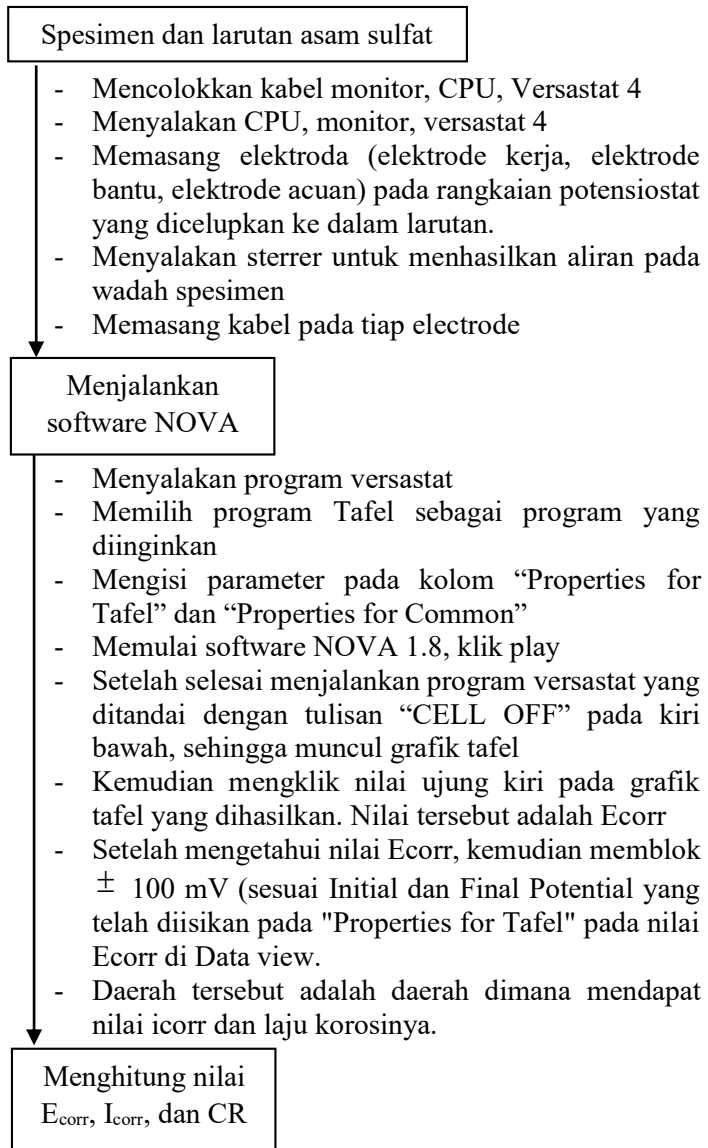 Spesimen dan larutan asam sulfat
- Mencolokkan kabel monitor, CPU, Versastat 4
- Menyalakan CPU, monitor, versastat 4
- Memasang elektroda (elektrode kerja, elektrode
bantu, elektrode acuan) pada rangkaian potensiostat
yang dicelupkan ke dalam larutan.
- Menyalakan sterrer untuk menhasilkan aliran pada
wadah spesimen
- Memasang kabel pada tiap electrode
Menjalankan
software NOVA
- Menyalakan program versastat
- Memilih program Tafel sebagai program yang
diinginkan
- Mengisi parameter pada kolom “Properties for
Tafel” dan “Properties for Common”
- Memulai software NOVA 1.8, klik play
- Setelah selesai menjalankan program versastat yang
ditandai dengan tulisan “CELL OFF” pada kiri
bawah, sehingga muncul grafik tafel
- Kemudian mengklik nilai ujung kiri pada grafik
tafel yang dihasilkan. Nilai tersebut adalah Ecorr
- Setelah mengetahui nilai Ecorr, kemudian memblok
± 100 mV (sesuai Initial dan Final Potential yang
telah diisikan pada "Properties for Tafel" pada nilai
Ecorr di Data view.
- Daerah tersebut adalah daerah dimana mendapat
nilai icorr dan laju korosinya.
Menghitung nilai
Ecorr, Icorr, dan CR